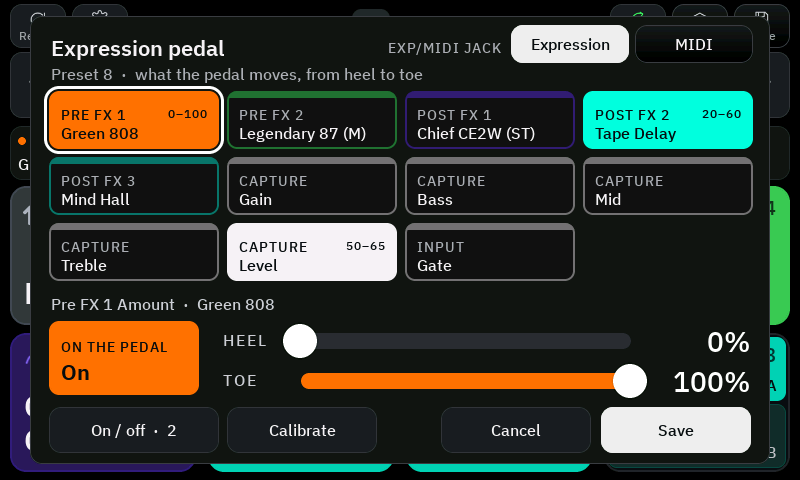 Expression pedal
EXP/MIDI JACK
Expression
MIDI
Preset 8 · what the pedal moves, from heel to toe
PRE FX 1
0–100
Green 808
PRE FX 2
Legendary 87 (M)
POST FX 1
Chief CE2W (ST)
POST FX 2
20–60
Tape Delay
POST FX 3
Mind Hall
CAPTURE
Gain
CAPTURE
Bass
CAPTURE
Mid
CAPTURE
Treble
CAPTURE
50–65
Level
INPUT
Gate
Pre FX 1 Amount · Green 808
ON THE PEDAL
On
HEEL
0%
TOE
100%
On / off · 2
Calibrate
Cancel
Save